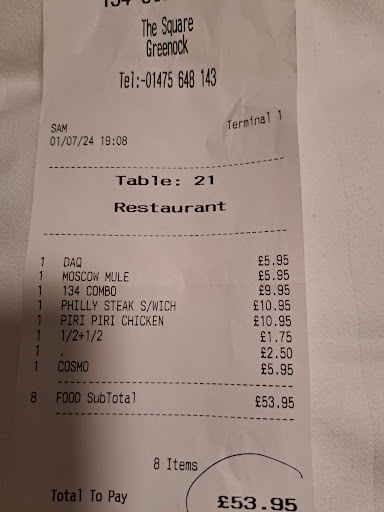 134
The Square
Greenock
Tel:-01475 648 143
SAM Terminal 1
01/07/24 19:08
Table: 21
Restaurant
1 DAQ £5.95
1 MOSCOW MULE £5.95
1 134 COMBO £9.95
1 PHILLY STEAK S/WICH £10.95
1 PIRI PIRI CHICKEN £10.95
1 1/2+1/2 £1.75
1 . £2.50
1 COSMO £5.95
8 FOOD SubTotal £53.95
8 Items
Total To Pay £53.95